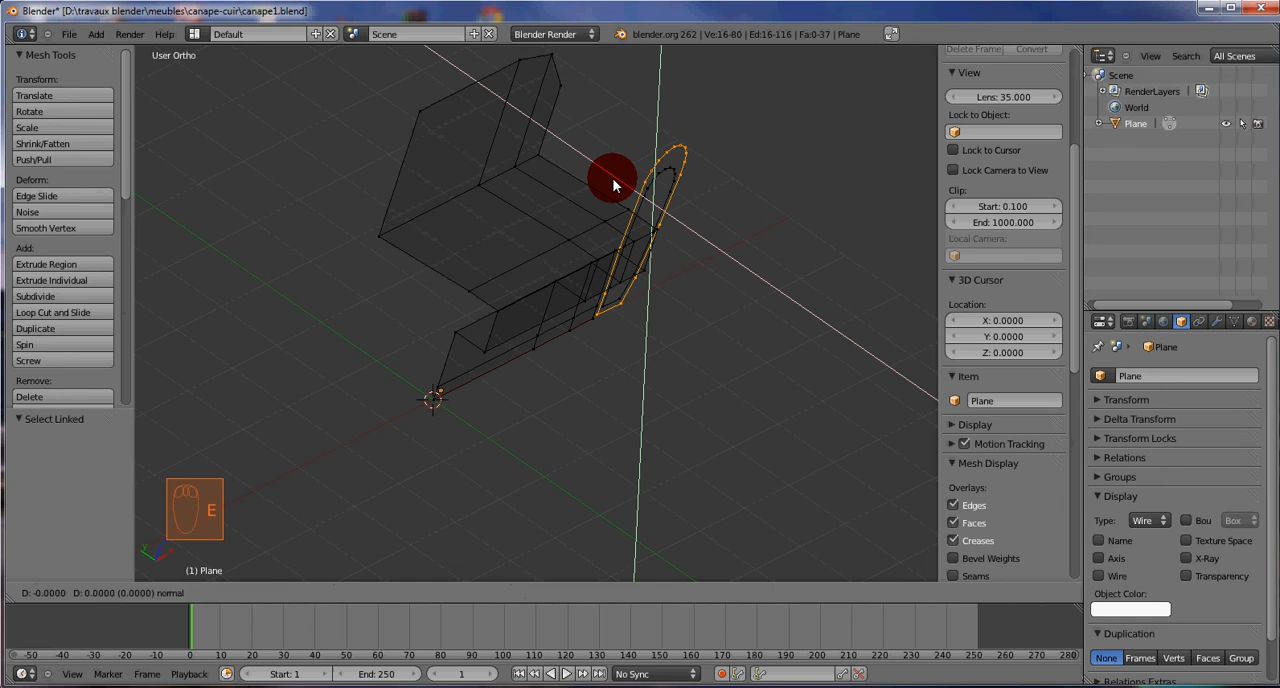 Blender* [D:\travaux blender\meubles\canape-cuir\canape1.blend]
File Add Render Help Default Scene Blender Render blender.org 262 | Ve:16-80 | Ed:16-116 | Fa:0-37 | Plane
Mesh Tools
Transform:
Translate
Rotate
Scale
Shrink/Fatten
Push/Pull
Deform:
Edge Slide
Noise
Smooth Vertex
Add:
Extrude Region
Extrude Individual
Subdivide
Loop Cut and Slide
Duplicate
Spin
Screw
Remove:
Delete
Select Linked
User Ortho
E
(1) Plane
D: -0.0000 D: 0.0000 (0.0000) normal
Delete Frame Convert
View
Lens: 35.000
Lock to Object:
Lock to Cursor
Lock Camera to View
Clip:
Start: 0.100
End: 1000.000
Local Camera:
3D Cursor
Location:
X: 0.0000
Y: 0.0000
Z: 0.0000
Item
Plane
Display
Motion Tracking
Mesh Display
Overlays:
Edges
Faces
Creases
Bevel Weights
Seams
View Search All Scenes
Scene
RenderLayers
World
Plane
Plane
Plane
Transform
Delta Transform
Transform Locks
Relations
Groups
Display
Type: Wire Bou Box
Name Texture Space
Axis X-Ray
Wire Transparency
Object Color:
Duplication
None Frames Verts Faces Group
Relations Extras
-50 -40 -30 -20 -10 0 10 20 30 40 50 60 70 80 90 100 110 120 130 140 150 160 170 180 190 200 210 220 230 240 250 260 270 280
View Marker Frame Playback Start: 1 End: 250 1 No Sync